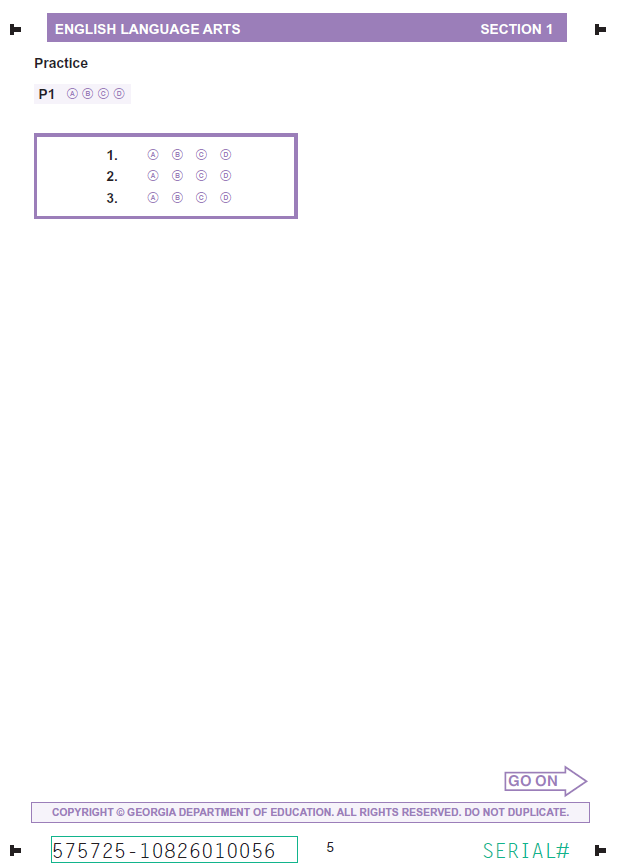 ENGLISH LANGUAGE ARTS SECTION 1
Practice
P1 Ⓐ Ⓑ Ⓒ Ⓓ
1. Ⓐ Ⓑ Ⓒ Ⓓ
2. Ⓐ Ⓑ Ⓒ Ⓓ
3. Ⓐ Ⓑ Ⓒ Ⓓ
GO ON
COPYRIGHT © GEORGIA DEPARTMENT OF EDUCATION. ALL RIGHTS RESERVED. DO NOT DUPLICATE.
575725-10826010056 5 SERIAL#